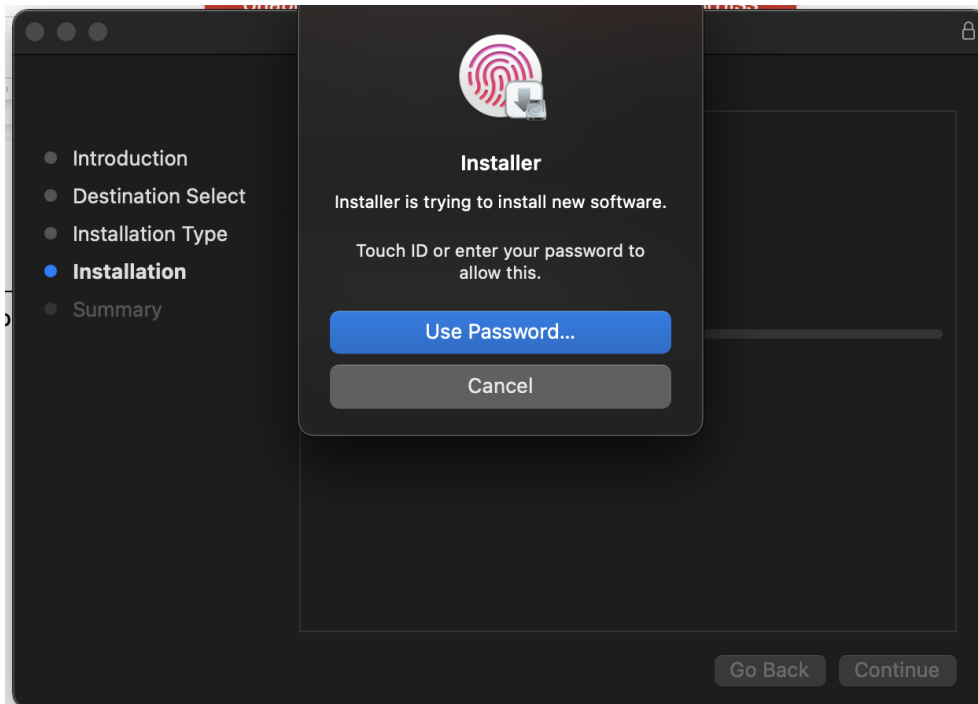 Introduction
Destination Select
Installation Type
Installation
Summary
Installer
Installer is trying to install new software.
Touch ID or enter your password to
allow this.
Use Password...
Cancel
Go Back
Continue